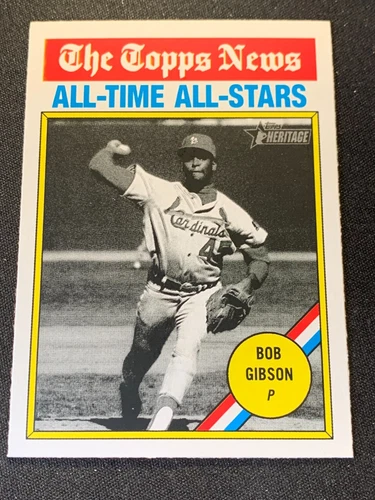 The Topps News
ALL-TIME ALL-STARS
Topps
HERITAGE
Cardinals
45
BOB
GIBSON
P